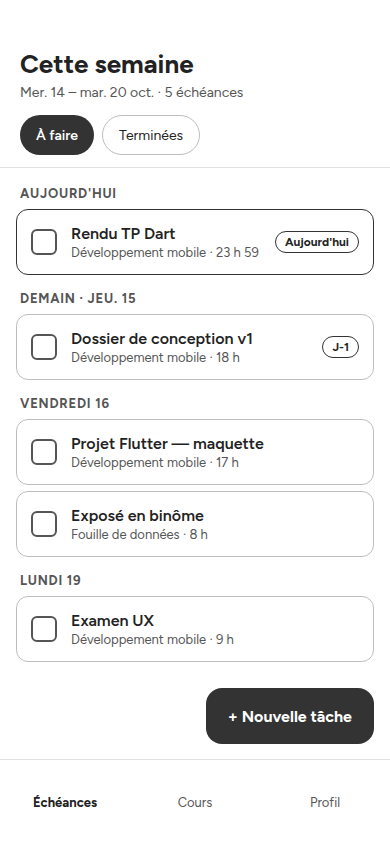 Cette semaine
Mer. 14 – mar. 20 oct. · 5 échéances
À faire
Terminées
AUJOURD'HUI
Rendu TP Dart
Développement mobile · 23 h 59
Aujourd'hui
DEMAIN · JEU. 15
Dossier de conception v1
Développement mobile · 18 h
J-1
VENDREDI 16
Projet Flutter — maquette
Développement mobile · 17 h
Exposé en binôme
Fouille de données · 8 h
LUNDI 19
Examen UX
Développement mobile · 9 h
+ Nouvelle tâche
Échéances
Cours
Profil